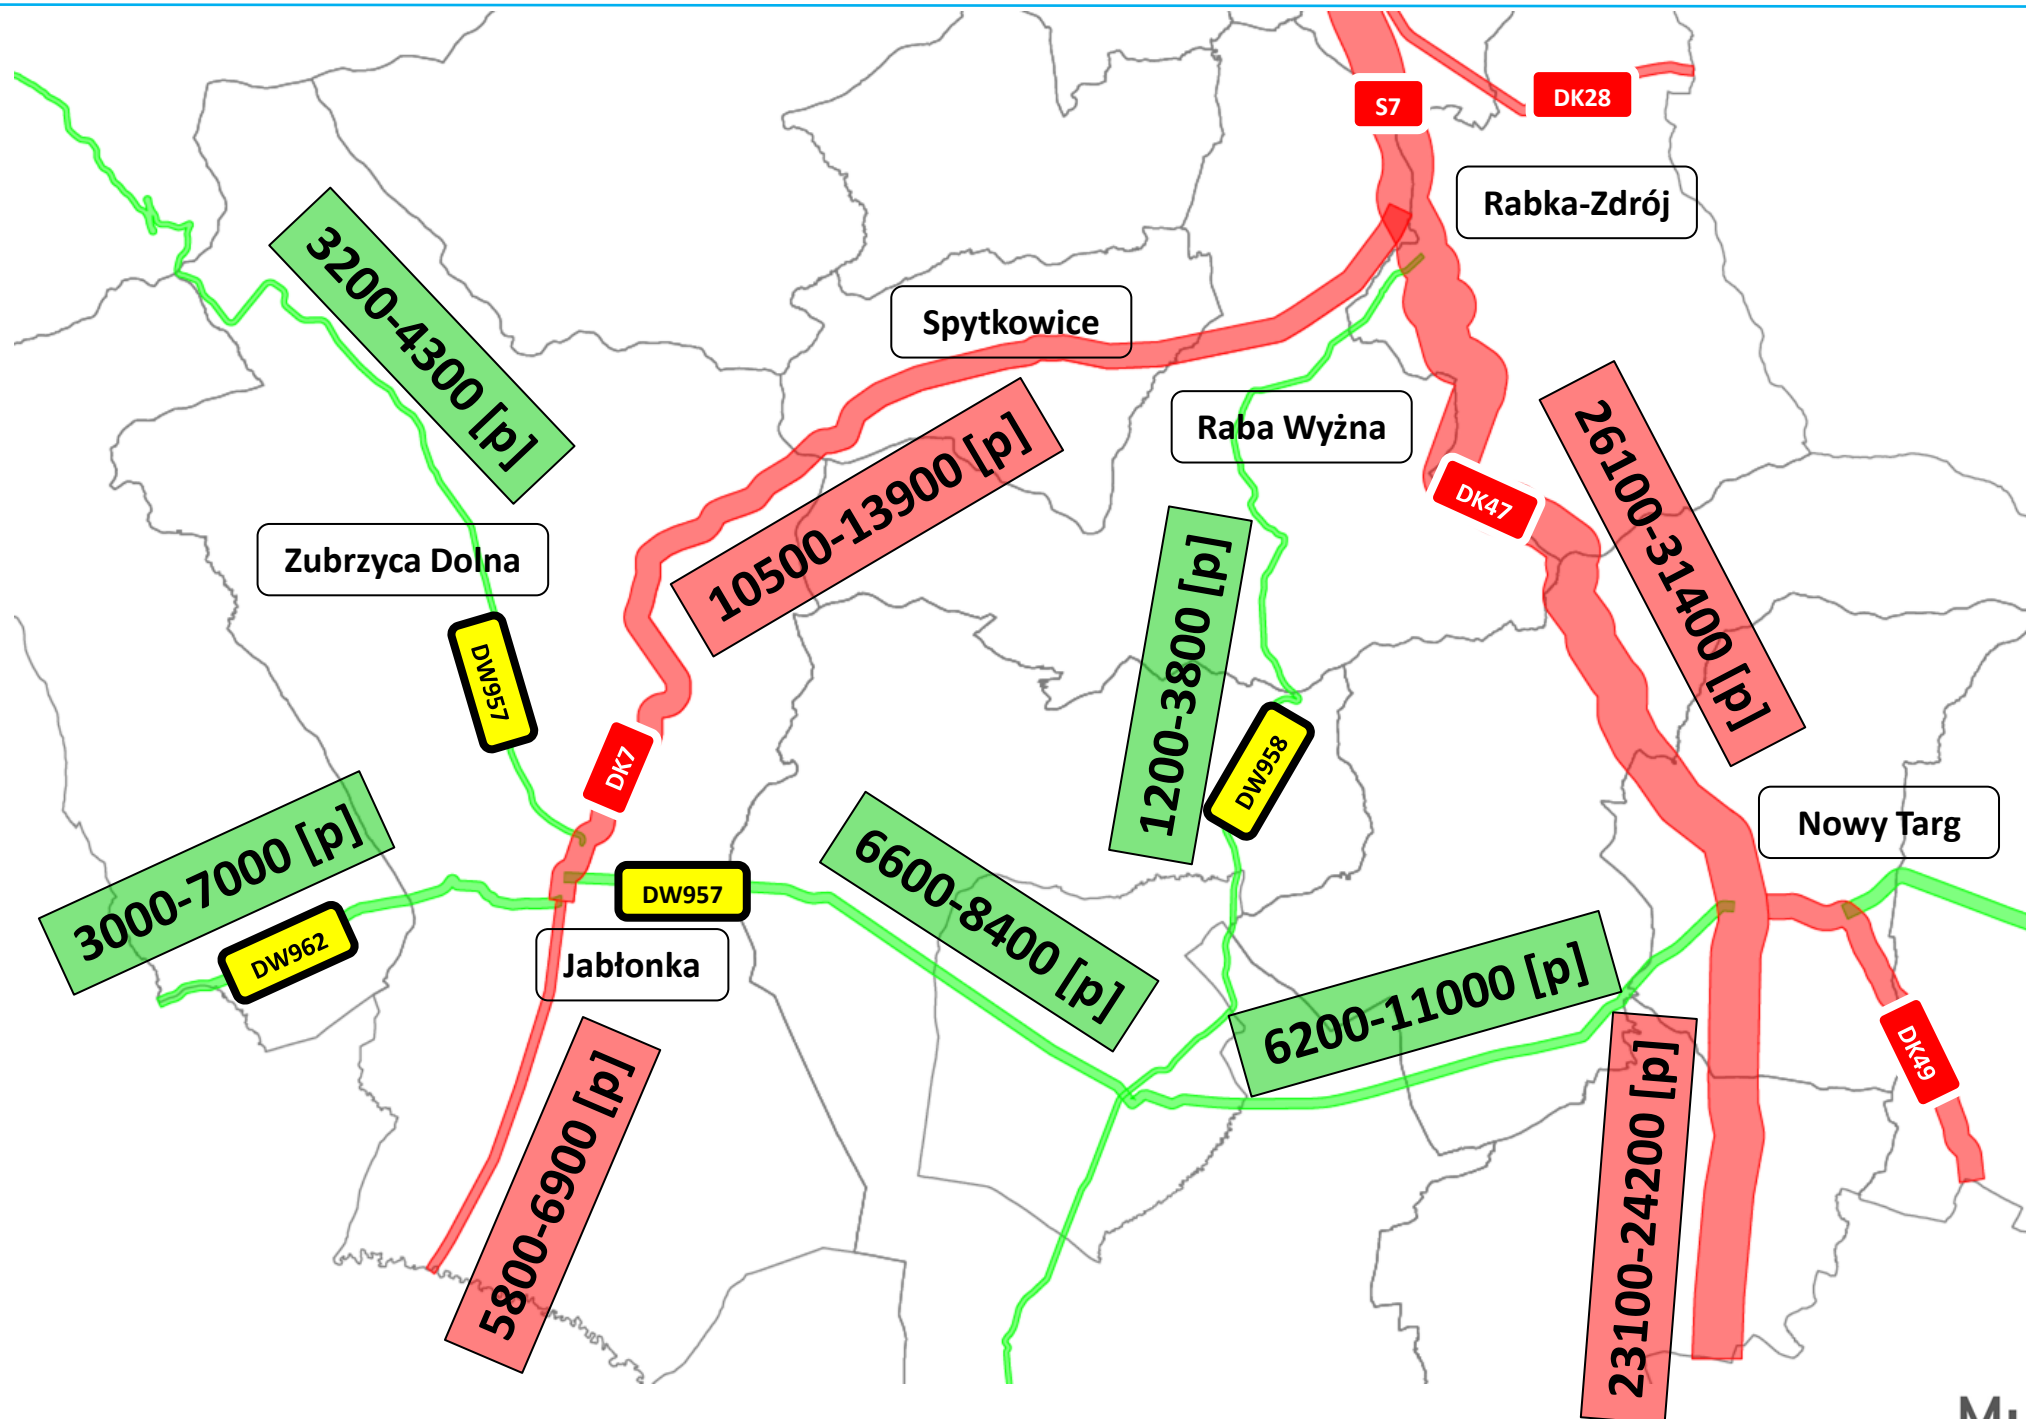 S7
DK28
Rabka-Zdrój
3200-4300 [p]
Spytkowice
Raba Wyżna
26100-31400 [p]
10500-13900 [p]
DK47
Zubrzyca Dolna
1200-3800 [p]
DW957
DK7
DW958
Nowy Targ
3000-7000 [p]
6600-8400 [p]
DW957
DW962
Jabłonka
6200-11000 [p]
DK49
5800-6900 [p]
23100-24200 [p]